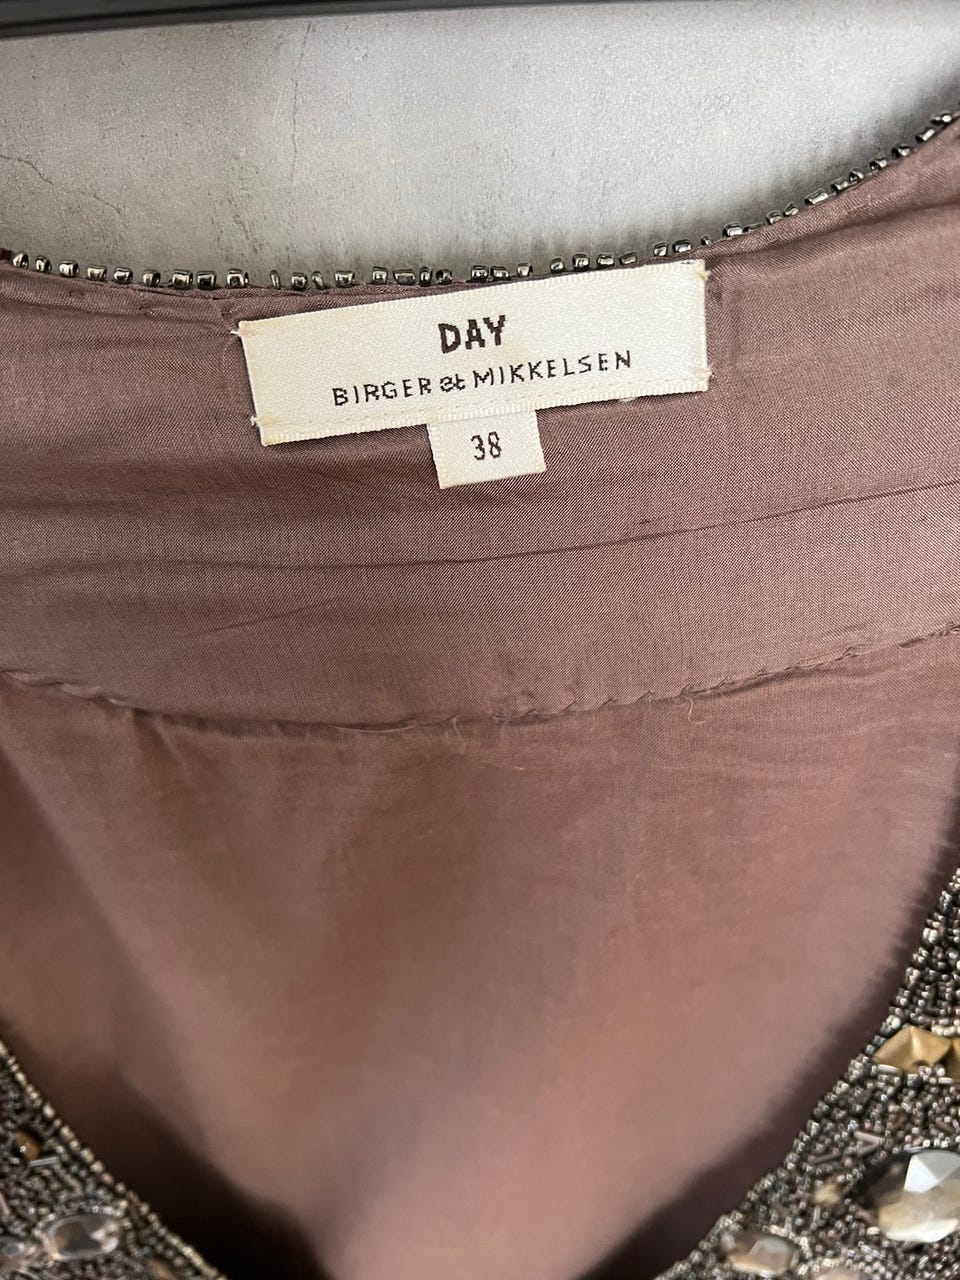 DAY
BIRGER et MIKKELSEN
38